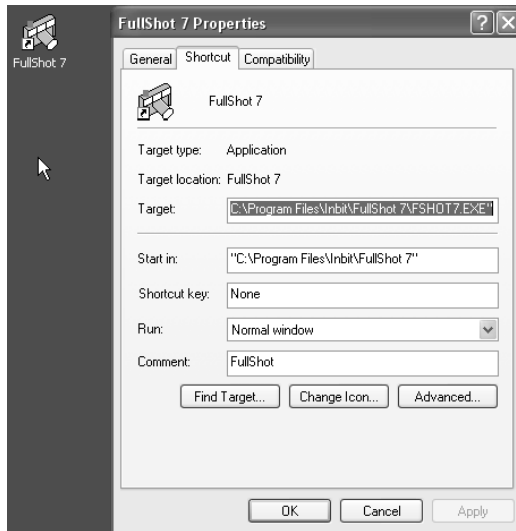 FullShot 7
FullShot 7 Properties
General Shortcut Compatibility
FullShot 7
Target type: Application
Target location: FullShot 7
Target: C:\Program Files\Inbit\FullShot 7\FSHOT7.EXE"
Start in: "C:\Program Files\Inbit\FullShot 7"
Shortcut key: None
Run: Normal window
Comment: FullShot
Find Target... Change Icon... Advanced...
OK Cancel Apply